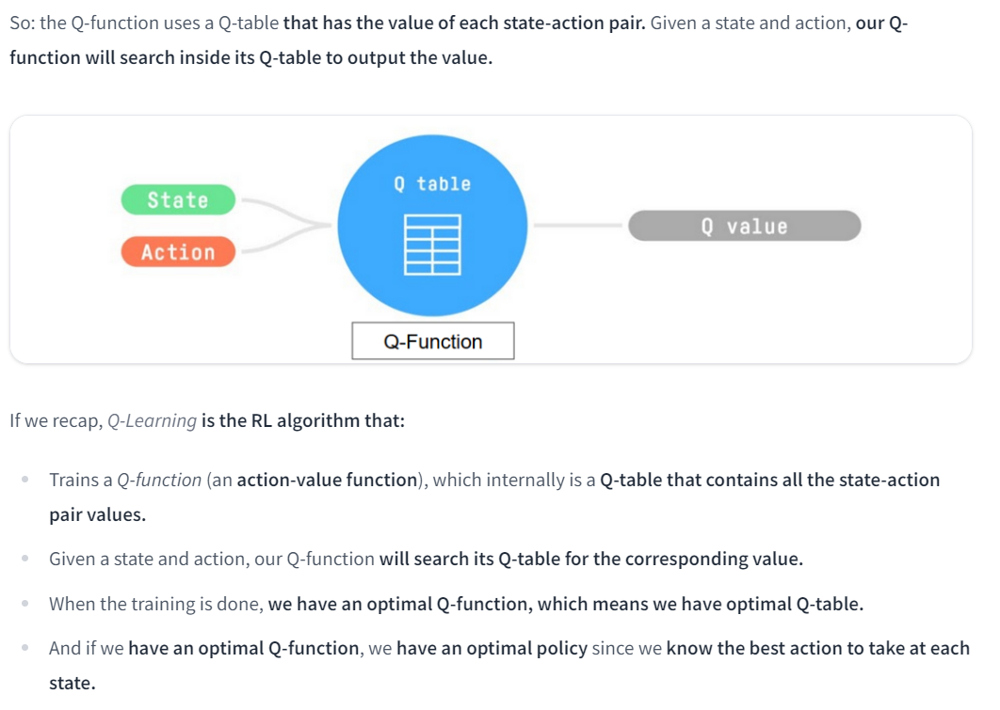 So: the Q-function uses a Q-table that has the value of each state-action pair. Given a state and action, our Q-
function will search inside its Q-table to output the value.
Q table
State
Action
Q value
Q-Function
If we recap, Q-Learning is the RL algorithm that:
Trains a Q-function (an action-value function), which internally is a Q-table that contains all the state-action
pair values.
Given a state and action, our Q-function will search its Q-table for the corresponding value.
When the training is done, we have an optimal Q-function, which means we have optimal Q-table.
And if we have an optimal Q-function, we have an optimal policy since we know the best action to take at each
state.